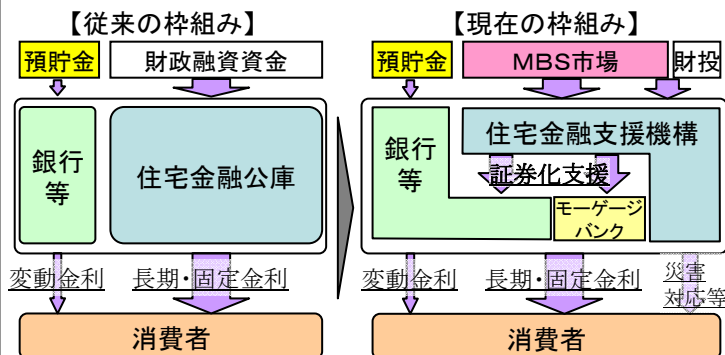 【従来の枠組み】
預貯金
財政融資資金
銀行
等
住宅金融公庫
変動金利
長期・固定金利
消費者
【現在の枠組み】
預貯金
MBS市場
財投
銀行
等
住宅金融支援機構
証券化支援
モーゲージ
バンク
変動金利
長期・固定金利
災害
対応等
消費者